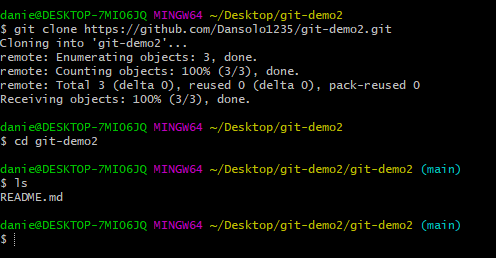 danie@DESKTOP-7MIO6JQ MINGW64 ~/Desktop/git-demo2
$ git clone https://github.com/Dansolo1235/git-demo2.git
Cloning into 'git-demo2'...
remote: Enumerating objects: 3, done.
remote: Counting objects: 100% (3/3), done.
remote: Total 3 (delta 0), reused 0 (delta 0), pack-reused 0
Receiving objects: 100% (3/3), done.
danie@DESKTOP-7MIO6JQ MINGW64 ~/Desktop/git-demo2
$ cd git-demo2
danie@DESKTOP-7MIO6JQ MINGW64 ~/Desktop/git-demo2/git-demo2 (main)
$ ls
README.md
danie@DESKTOP-7MIO6JQ MINGW64 ~/Desktop/git-demo2/git-demo2 (main)
$